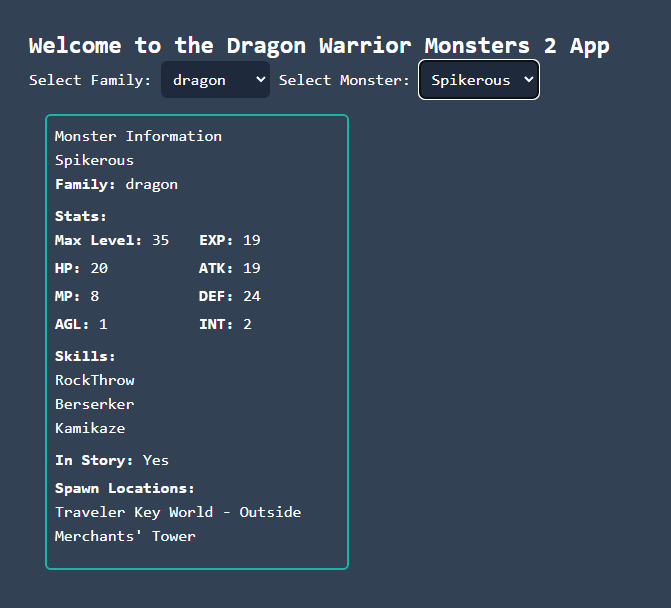 Welcome to the Dragon Warrior Monsters 2 App
Select Family: dragon Select Monster: Spikerous
Monster Information
Spikerous
Family: dragon
Stats:
Max Level: 35 EXP: 19
HP: 20 ATK: 19
MP: 8 DEF: 24
AGL: 1 INT: 2
Skills:
RockThrow
Berserker
Kamikaze
In Story: Yes
Spawn Locations:
Traveler Key World - Outside
Merchants' Tower